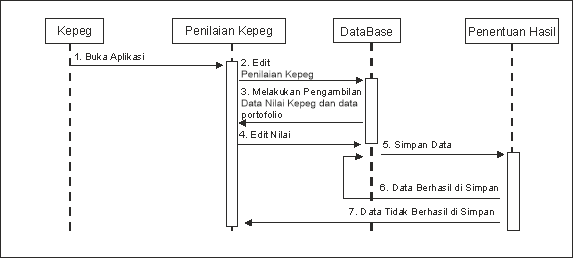 Kepeg
Penilaian Kepeg
DataBase
Penentuan Hasil
1. Buka Aplikasi
2. Edit
Penilaian Kepeg
3. Melakukan Pengambilan
Data Nilai Kepeg dan data
portofolio
4. Edit Nilai
5. Simpan Data
6. Data Berhasil di Simpan
7. Data Tidak Berhasil di Simpan